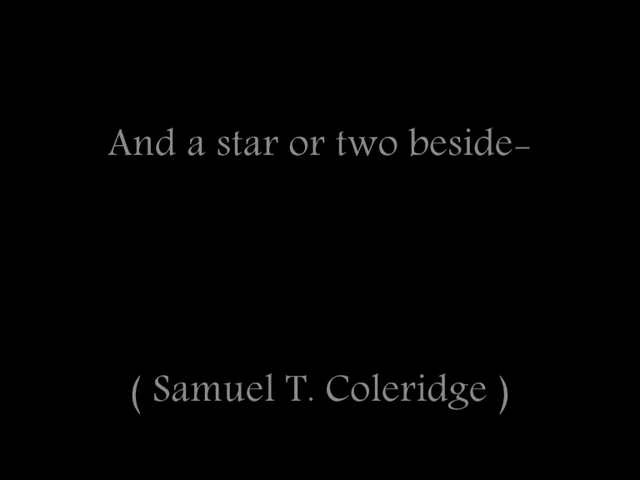 And a star or two beside-
( Samuel T. Coleridge )